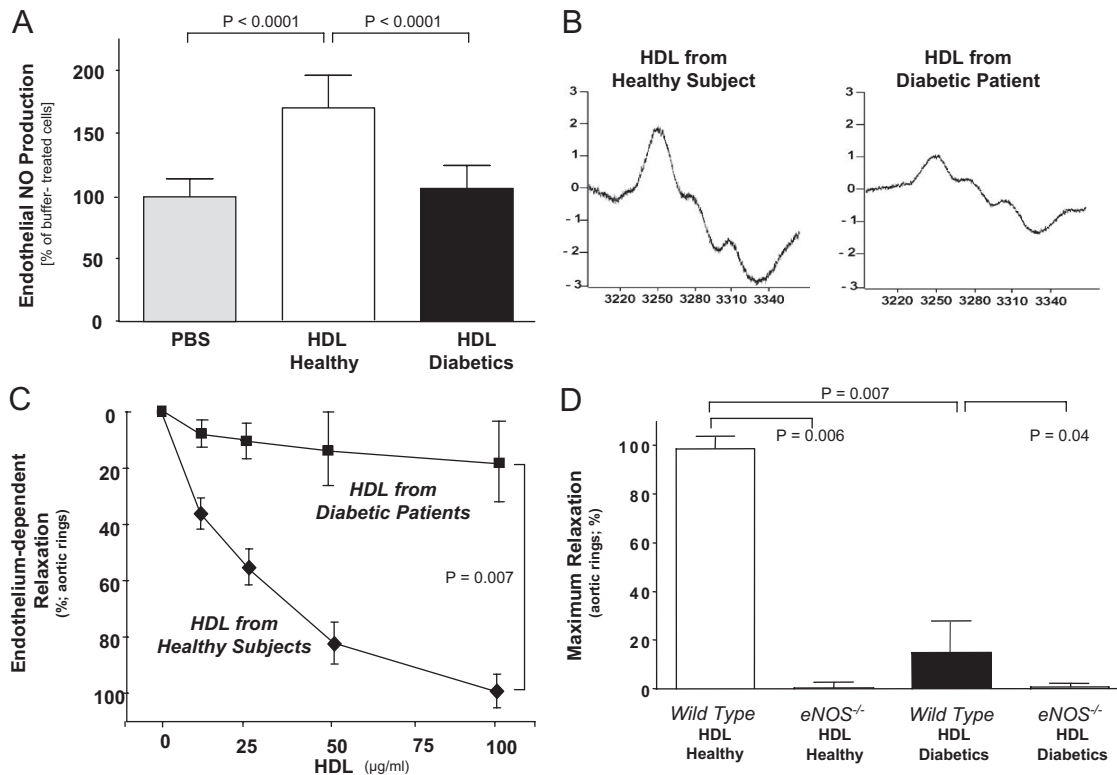 A
P < 0.0001
P < 0.0001
Endothelial NO Production
[% of buffer- treated cells]
200
150
100
50
0
PBS
HDL
Healthy
HDL
Diabetics
B
HDL from
Healthy Subject
3
2
1
0
- 1
- 2
- 3
3220 3250 3280 3310 3340
HDL from
Diabetic Patient
3
2
1
0
- 1
- 2
- 3
3220 3250 3280 3310 3340
C
Endothelium-dependent
Relaxation
(%; aortic rings)
0
20
40
60
80
100
HDL from
Diabetic Patients
P = 0.007
HDL from
Healthy Subjects
0 25 50 75 100
HDL (µg/ml)
D
P = 0.007
P = 0.006
P = 0.04
Maximum Relaxation
(aortic rings; %)
100
80
60
40
20
0
Wild Type
HDL
Healthy
eNOS-/-
HDL
Healthy
Wild Type
HDL
Diabetics
eNOS-/-
HDL
Diabetics